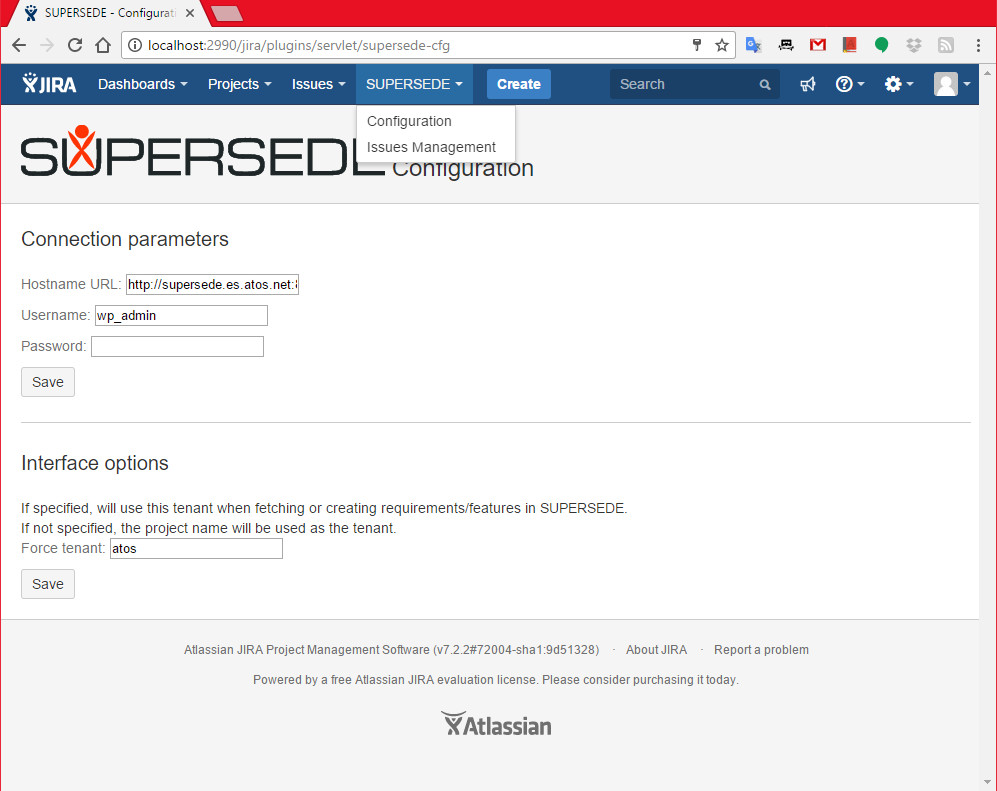 SUPERSEDE - Configurati
localhost:2990/jira/plugins/servlet/supersede-cfg
JIRA Dashboards Projects Issues SUPERSEDE Create Search
Configuration
Issues Management
SUPERSEDE Configuration
Connection parameters
Hostname URL: http://supersede.es.atos.net:8
Username: wp_admin
Password:
Save
Interface options
If specified, will use this tenant when fetching or creating requirements/features in SUPERSEDE.
If not specified, the project name will be used as the tenant.
Force tenant: atos
Save
Atlassian JIRA Project Management Software (v7.2.2#72004-sha1:9d51328) · About JIRA · Report a problem
Powered by a free Atlassian JIRA evaluation license. Please consider purchasing it today.
Atlassian